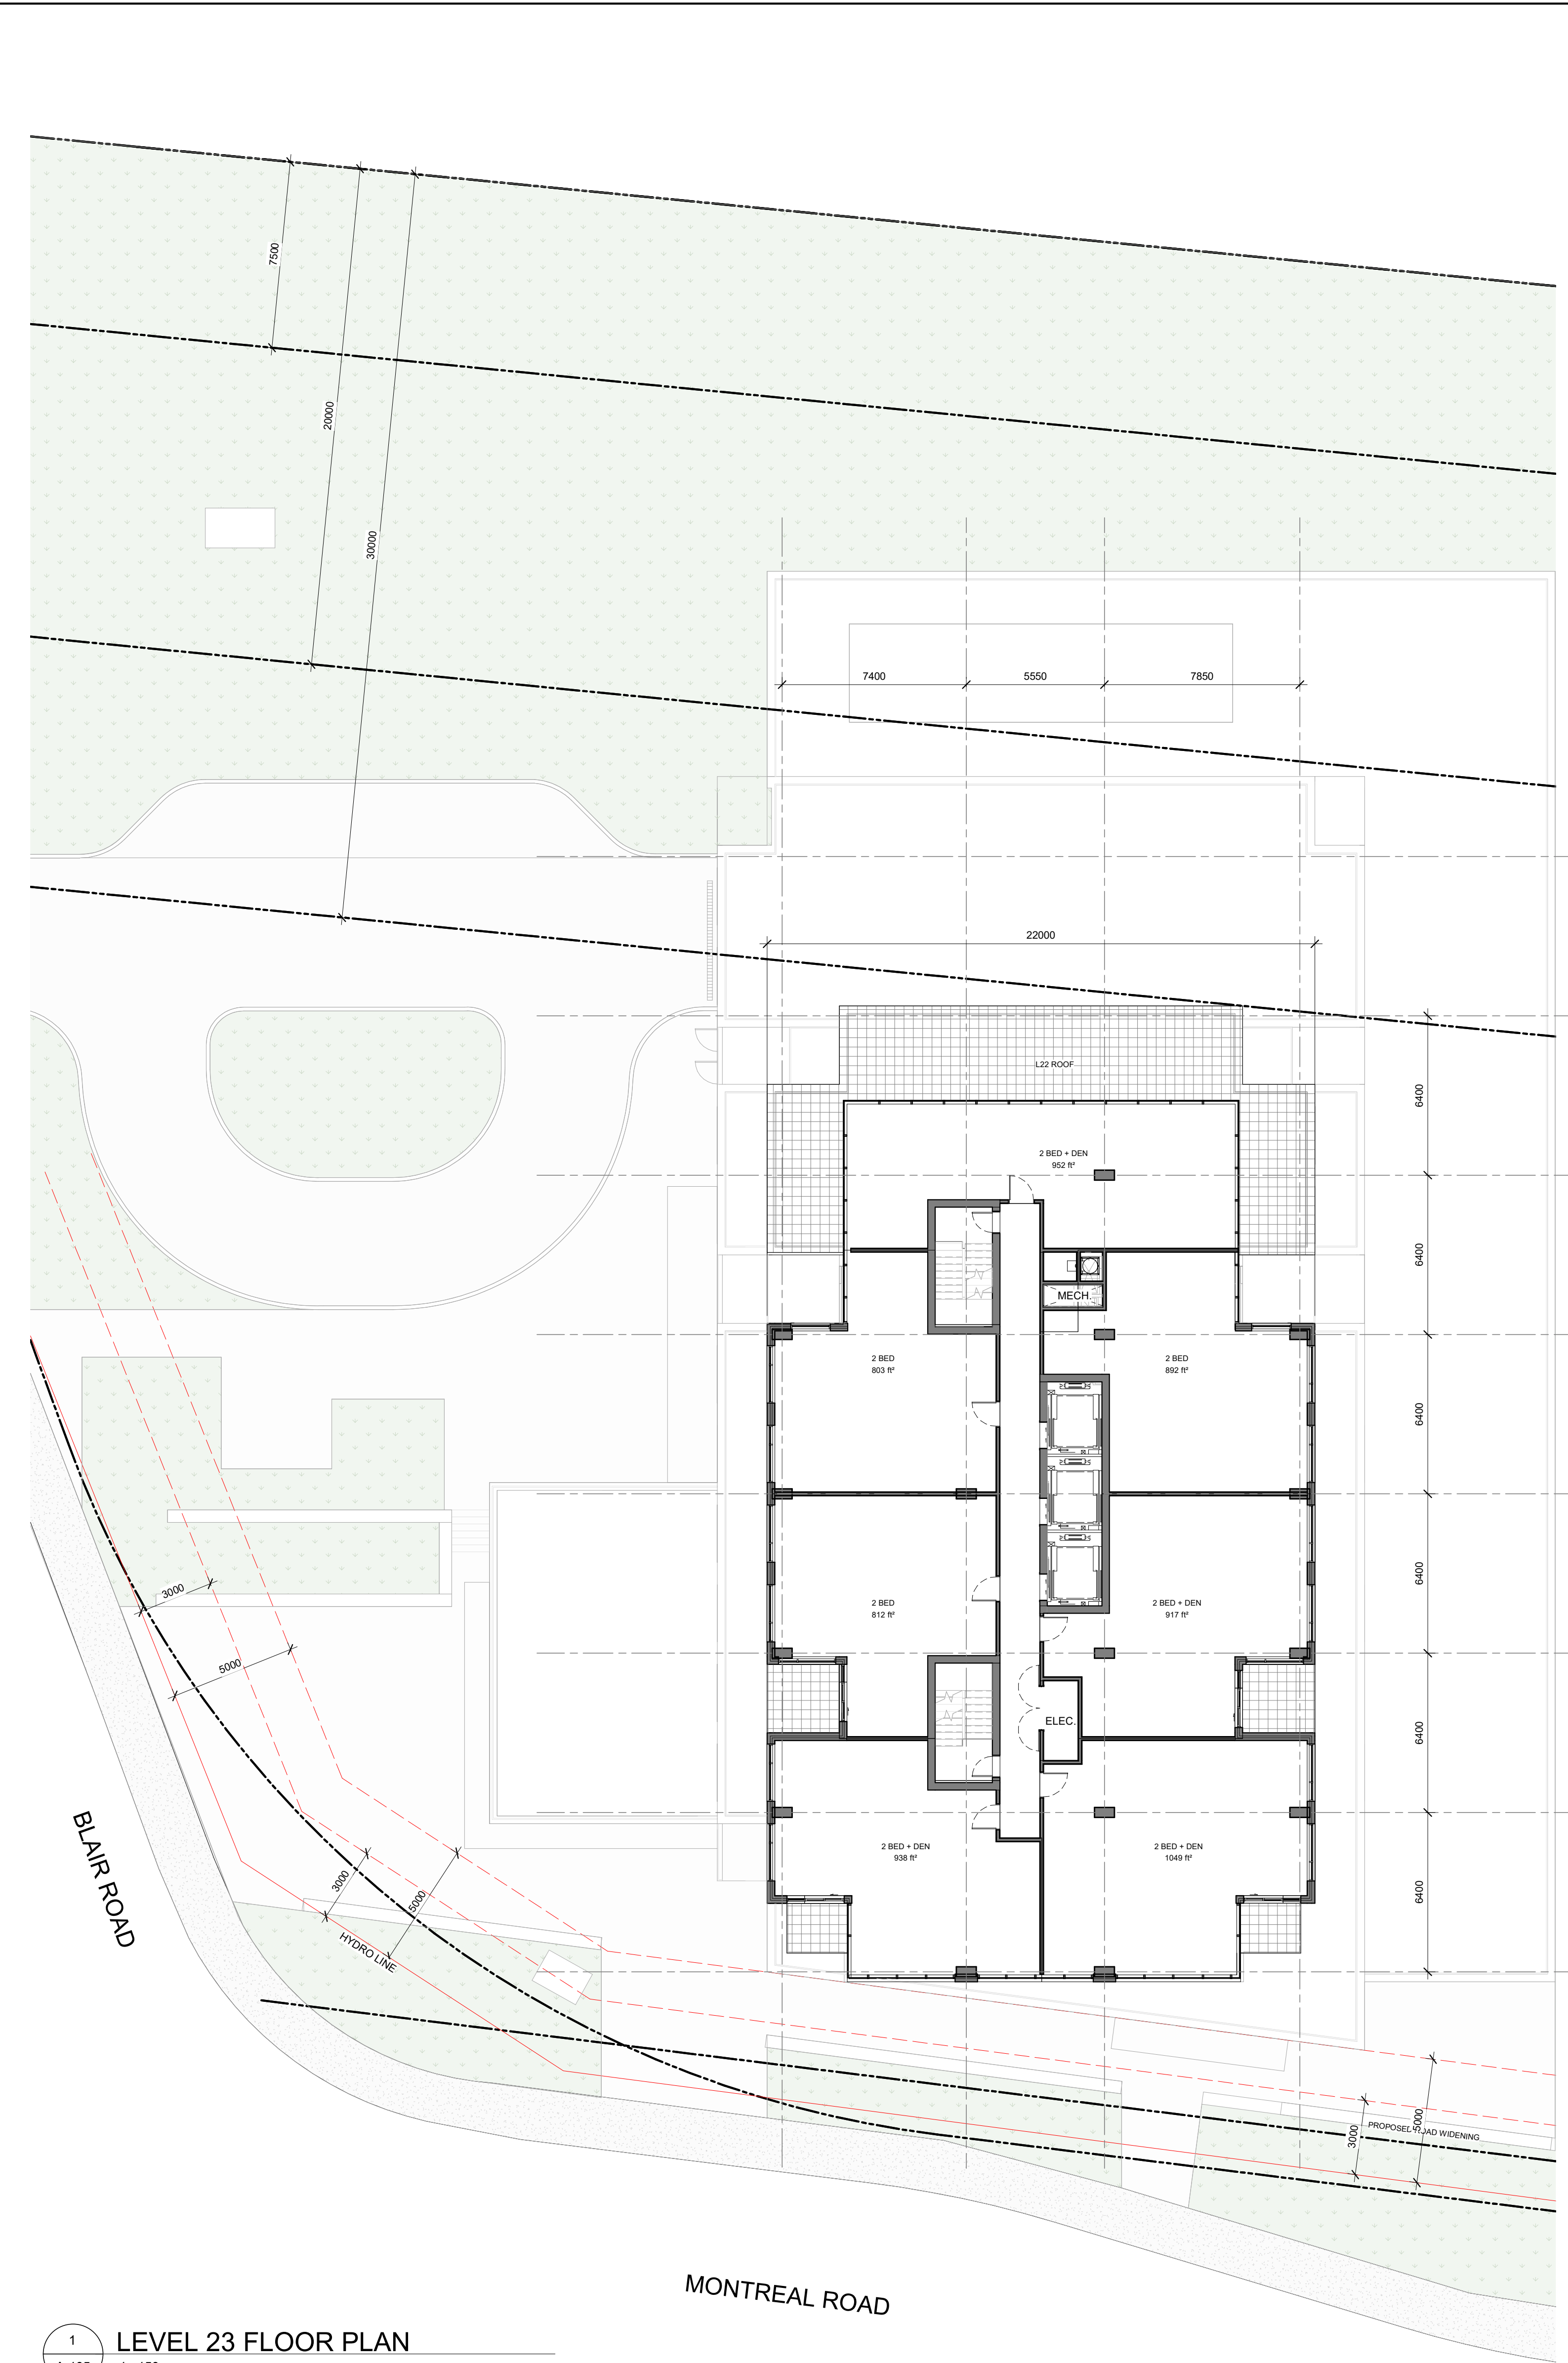 7500
20000
30000
7400
5550
7850
22000
L22 ROOF
6400
2 BED + DEN
952 ft²
6400
MECH.
2 BED
803 ft²
2 BED
892 ft²
6400
3000
2 BED
812 ft²
2 BED + DEN
917 ft²
6400
5000
ELEC.
6400
BLAIR ROAD
3000
5000
HYDRO LINE
2 BED + DEN
938 ft²
2 BED + DEN
1049 ft²
6400
3000
5000
PROPOSED ROAD WIDENING
MONTREAL ROAD
1
LEVEL 23 FLOOR PLAN